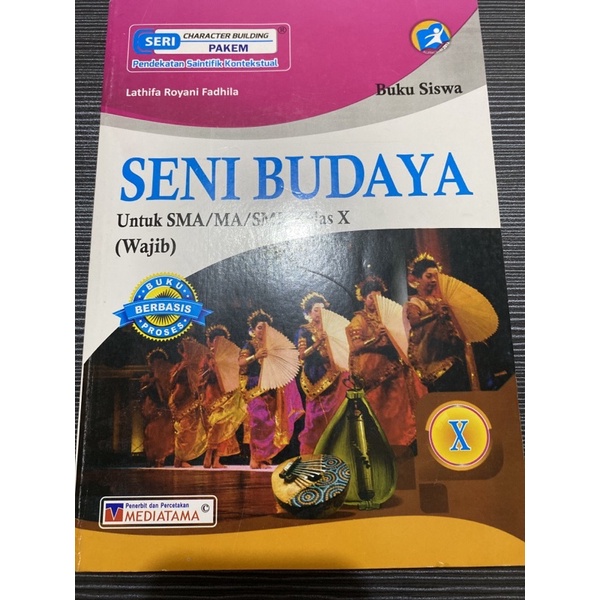 SERI
CHARACTER BUILDING
PAKEM
®
Pendekatan Saintifik Kontekstual
Lathifa Royani Fadhila
Buku Siswa
SENI BUDAYA
Untuk SMA/MA/ X
(Wajib)
BUKU
BERBASIS
PROSES
X
Penerbit dan Percetakan
MEDIATAMA
©